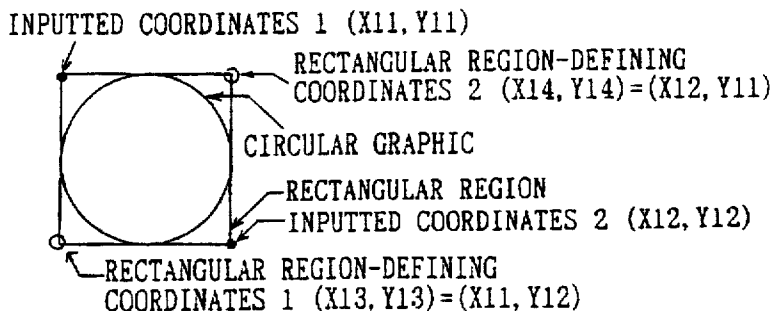 INPUTTED COORDINATES 1 (X11,Y11)
RECTANGULAR REGION-DEFINING
COORDINATES 2 (X14,Y14)=(X12,Y11)
CIRCULAR GRAPHIC
RECTANGULAR REGION
INPUTTED COORDINATES 2 (X12,Y12)
RECTANGULAR REGION-DEFINING
COORDINATES 1 (X13,Y13)=(X11,Y12)